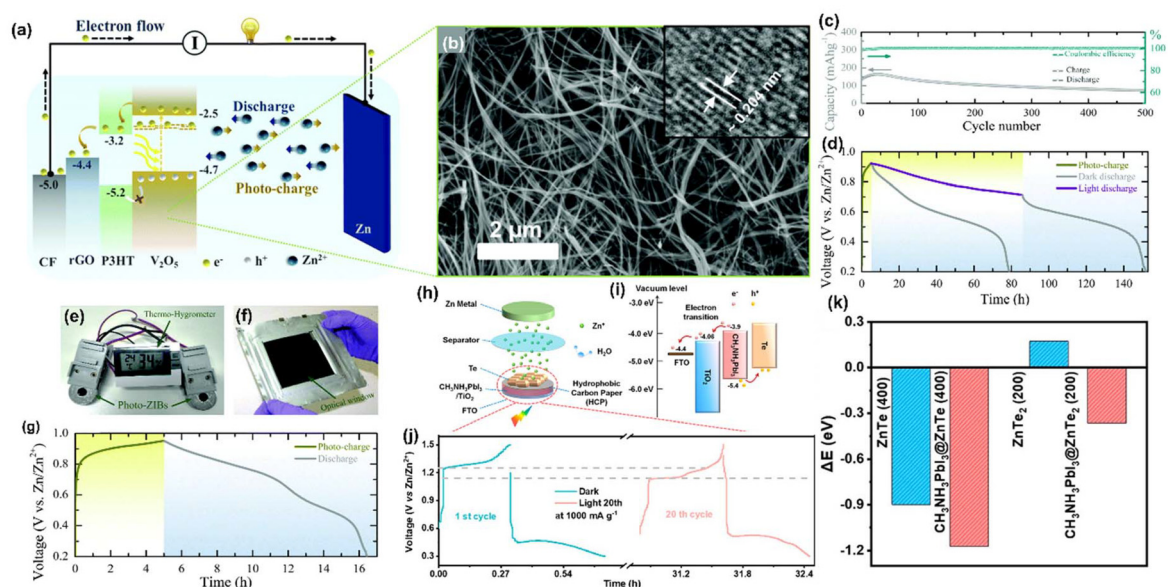 (a)
Electron flow
I
-2.5
-3.2
-4.4
-4.7
-5.0
-5.2
Discharge
Photo-charge
Zn
CF rGO P3HT V₂O₅
e⁻ h⁺ Zn²⁺
(b)
~ 0.204 nm
2 µm
(c)
Capacity (mAhg⁻¹)
400
300
200
100
0
%
100
80
60
Coulombic efficiency
Charge
Discharge
0 100 200 300 400 500
Cycle number
(d)
Voltage (V vs. Zn/Zn²⁺)
1.0
0.8
0.6
0.4
0.2
Photo-charge
Dark discharge
Light discharge
0 20 40 60 80 100 120 140
Time (h)
(e)
Thermo-Hygrometer
Photo-ZIBs
(f)
Optical window
(g)
Voltage (V vs. Zn/Zn²⁺)
1.0
0.8
0.6
0.4
0.2
Photo-charge
Discharge
0 2 4 6 8 10 12 14 16
Time (h)
(h)
Zn Metal
Zn⁺
Separator
H₂O
Te
CH₃NH₃PbI₃
/TiO₂
FTO
Hydrophobic
Carbon Paper
(HCP)
(i)
Vacuum level
e⁻ h⁺
-3.0 eV
-4.0 eV
-5.0 eV
-6.0 eV
Electron
transition
-3.9
-4.06
-4.4
-5.4
FTO
TiO₂
CH₃NH₃PbI₃
Te
(j)
Voltage (V vs Zn/Zn²⁺)
1.5
1.2
0.9
0.6
0.3
Dark
Light 20th
at 1000 mA g⁻¹
1 st cycle
20 th cycle
0.00 0.27 0.54 31.2 31.8 32.4
Time (h)
(k)
ΔE (eV)
0.3
0.0
-0.3
-0.6
-0.9
-1.2
ZnTe (400)
CH₃NH₃PbI₃@ZnTe (400)
ZnTe₂ (200)
CH₃NH₃PbI₃@ZnTe₂ (200)